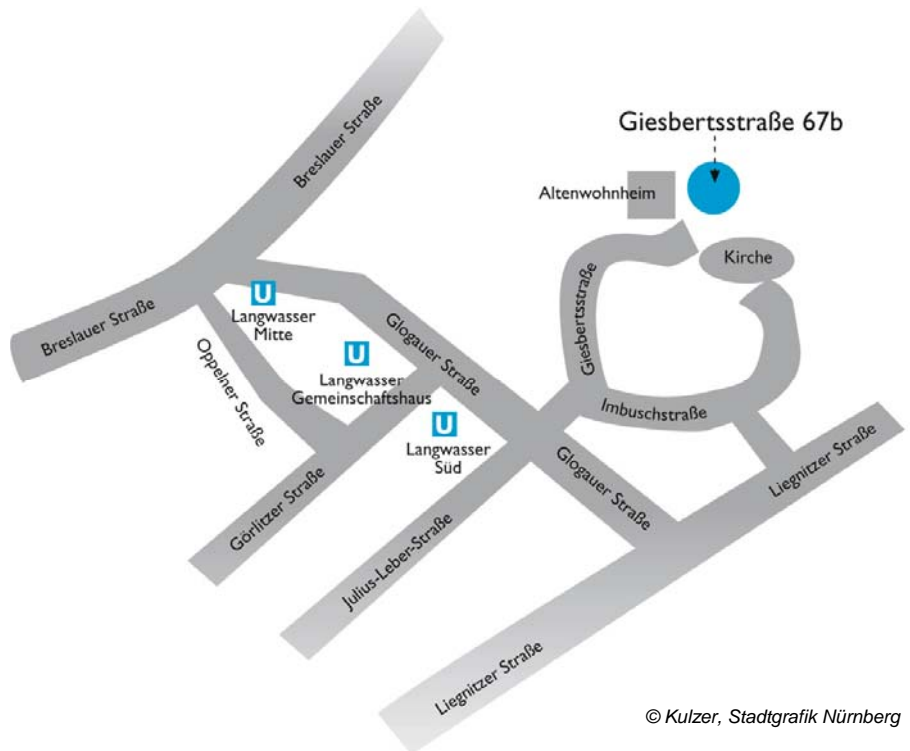 Breslauer Straße
Giesbertsstraße 67b
Altenwohnheim
Kirche
Breslauer Straße
U
Langwasser
Mitte
Giesbertsstraße
Glogauer Straße
Oppelner Straße
U
Langwasser
Gemeinschaftshaus
Imbuschstraße
U
Langwasser
Süd
Liegnitzer Straße
Glogauer Straße
Görlitzer Straße
Julius-Leber-Straße
Liegnitzer Straße
© Kulzer, Stadtgrafik Nürnberg